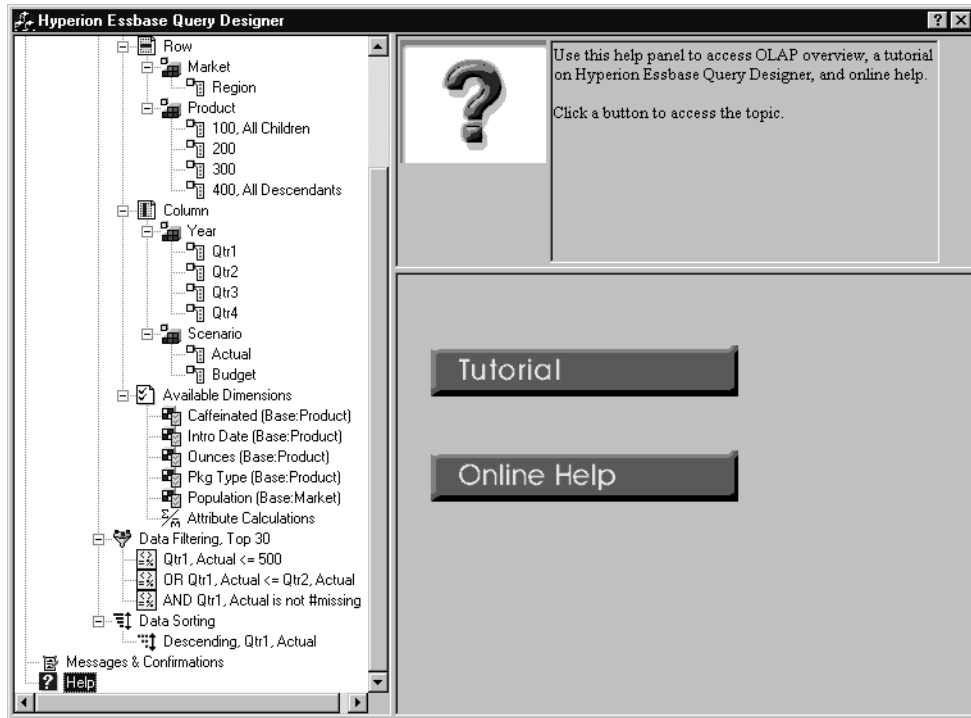 Hyperion Essbase Query Designer
Row
Market
Region
Product
100, All Children
200
300
400, All Descendants
Column
Year
Qtr1
Qtr2
Qtr3
Qtr4
Scenario
Actual
Budget
Available Dimensions
Caffeinated (Base:Product)
Intro Date (Base:Product)
Ounces (Base:Product)
Pkg Type (Base:Product)
Population (Base:Market)
Attribute Calculations
Data Filtering, Top 30
Qtr1, Actual <= 500
OR Qtr1, Actual <= Qtr2, Actual
AND Qtr1, Actual is not #missing
Data Sorting
Descending, Qtr1, Actual
Messages & Confirmations
Help
Use this help panel to access OLAP overview, a tutorial
on Hyperion Essbase Query Designer, and online help.
Click a button to access the topic.
Tutorial
Online Help